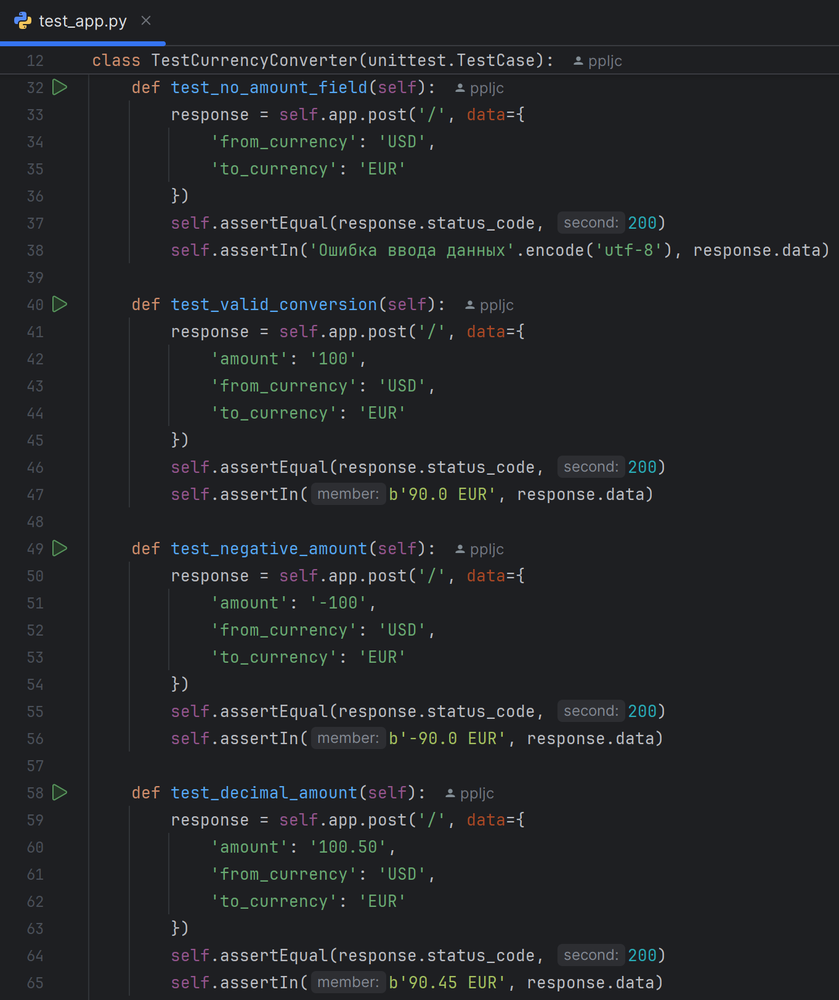 test_app.py
12 class TestCurrencyConverter(unittest.TestCase): ppljc
32 def test_no_amount_field(self): ppljc
33 response = self.app.post('/', data={
34 'from_currency': 'USD',
35 'to_currency': 'EUR'
36 })
37 self.assertEqual(response.status_code, second: 200)
38 self.assertIn('Ошибка ввода данных'.encode('utf-8'), response.data)
39
40 def test_valid_conversion(self): ppljc
41 response = self.app.post('/', data={
42 'amount': '100',
43 'from_currency': 'USD',
44 'to_currency': 'EUR'
45 })
46 self.assertEqual(response.status_code, second: 200)
47 self.assertIn( member: b'90.0 EUR', response.data)
48
49 def test_negative_amount(self): ppljc
50 response = self.app.post('/', data={
51 'amount': '-100',
52 'from_currency': 'USD',
53 'to_currency': 'EUR'
54 })
55 self.assertEqual(response.status_code, second: 200)
56 self.assertIn( member: b'-90.0 EUR', response.data)
57
58 def test_decimal_amount(self): ppljc
59 response = self.app.post('/', data={
60 'amount': '100.50',
61 'from_currency': 'USD',
62 'to_currency': 'EUR'
63 })
64 self.assertEqual(response.status_code, second: 200)
65 self.assertIn( member: b'90.45 EUR', response.data)